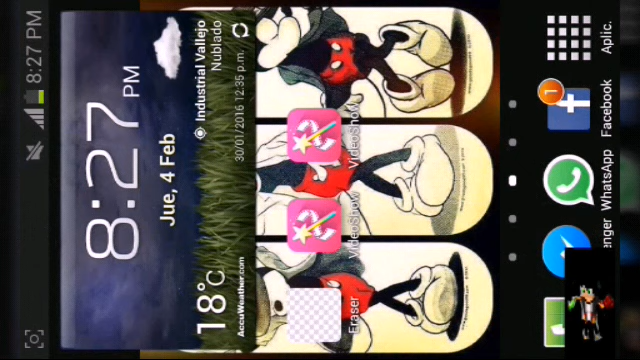 8:27 PM
8:27 PM
Jue, 4 Feb
Industrial Vallejo
Nublado
30/01/2016 12:35 p.m.
18°C
AccuWeather.com
VideoShow
VideoShow
Eraser
1
Aplic.
Facebook
WhatsApp
enger